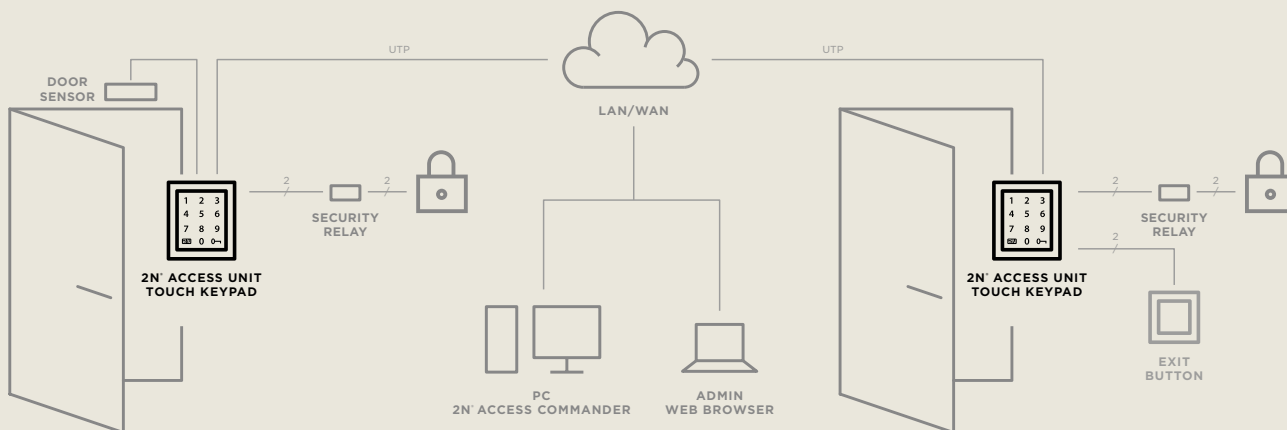 UTP
UTP
DOOR
SENSOR
LAN/WAN
2
2
SECURITY
RELAY
1 2 3
4 5 6
7 8 9
2N 0
2N° ACCESS UNIT
TOUCH KEYPAD
2
2
SECURITY
RELAY
2
1 2 3
4 5 6
7 8 9
2N 0
2N° ACCESS UNIT
TOUCH KEYPAD
EXIT
BUTTON
PC
2N° ACCESS COMMANDER
ADMIN
WEB BROWSER